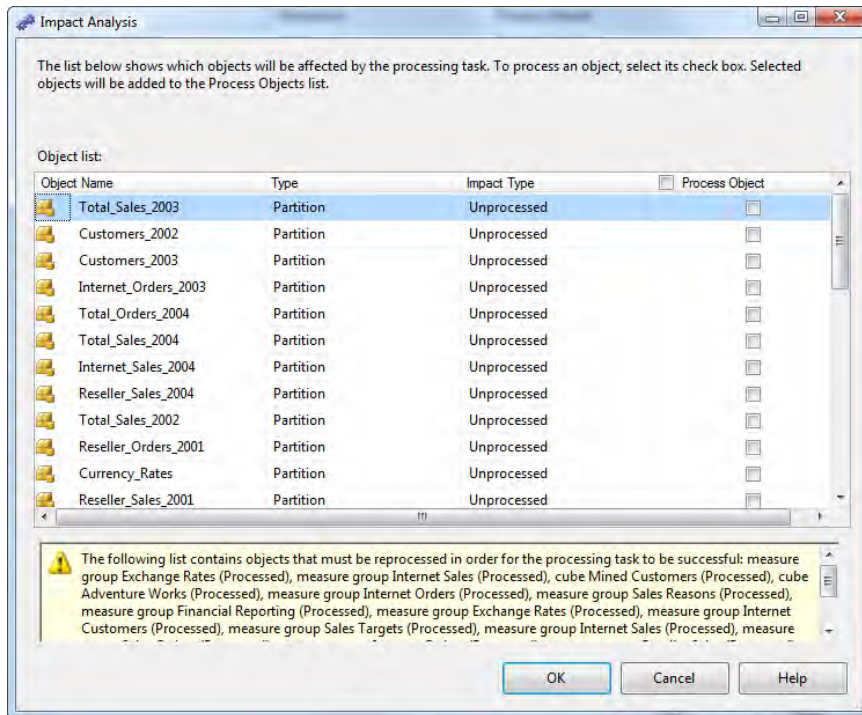 Impact Analysis
The list below shows which objects will be affected by the processing task. To process an object, select its check box. Selected
objects will be added to the Process Objects list.
Object list:
Object Name Type Impact Type Process Object
Total_Sales_2003 Partition Unprocessed
Customers_2002 Partition Unprocessed
Customers_2003 Partition Unprocessed
Internet_Orders_2003 Partition Unprocessed
Total_Orders_2004 Partition Unprocessed
Total_Sales_2004 Partition Unprocessed
Internet_Sales_2004 Partition Unprocessed
Reseller_Sales_2004 Partition Unprocessed
Total_Sales_2002 Partition Unprocessed
Reseller_Orders_2001 Partition Unprocessed
Currency_Rates Partition Unprocessed
Reseller_Sales_2001 Partition Unprocessed
The following list contains objects that must be reprocessed in order for the processing task to be successful: measure
group Exchange Rates (Processed), measure group Internet Sales (Processed), cube Mined Customers (Processed), cube
Adventure Works (Processed), measure group Internet Orders (Processed), measure group Sales Reasons (Processed),
measure group Financial Reporting (Processed), measure group Exchange Rates (Processed), measure group Internet
Customers (Processed), measure group Sales Targets (Processed), measure group Internet Sales (Processed), measure
OK Cancel Help